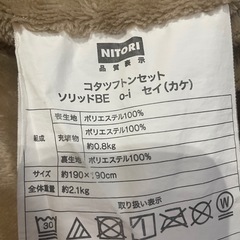 NITORI
品質表示
コタツフトンセット
ソリッドBE o-i セイ(カケ)
組成 表生地 ポリエステル100%
充填物 ポリエステル100%
約0.8kg
裏生地 ポリエステル100%
サイズ 約190×190cm
全体重量 約2.1kg
取り扱い表示
30
W